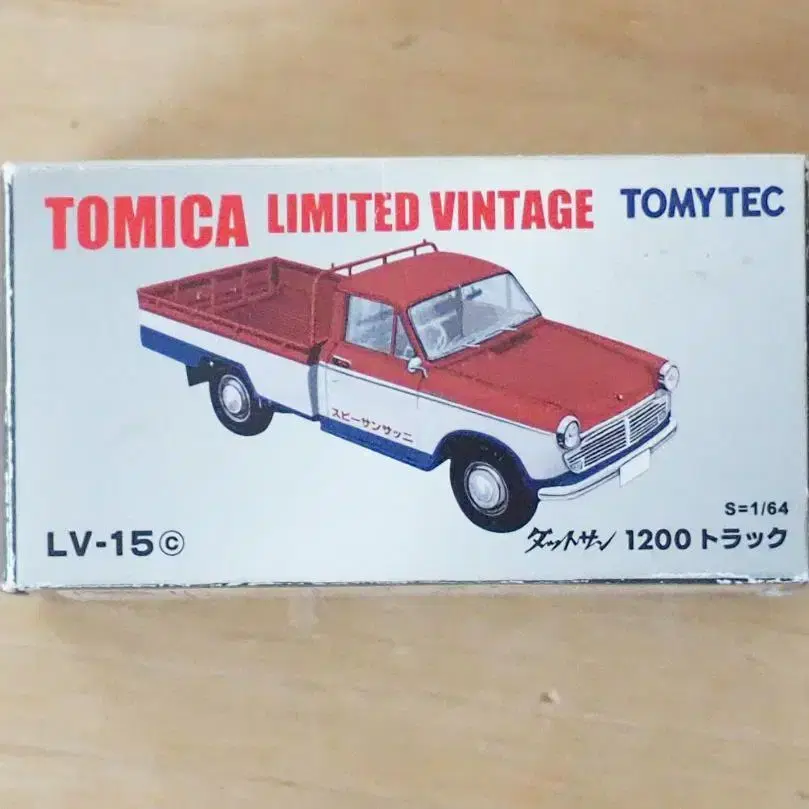 TOMICA LIMITED VINTAGE TOMYTEC
スビーサンサッニ
S=1/64
LV-15 ⓒ ダットサン 1200 トラック